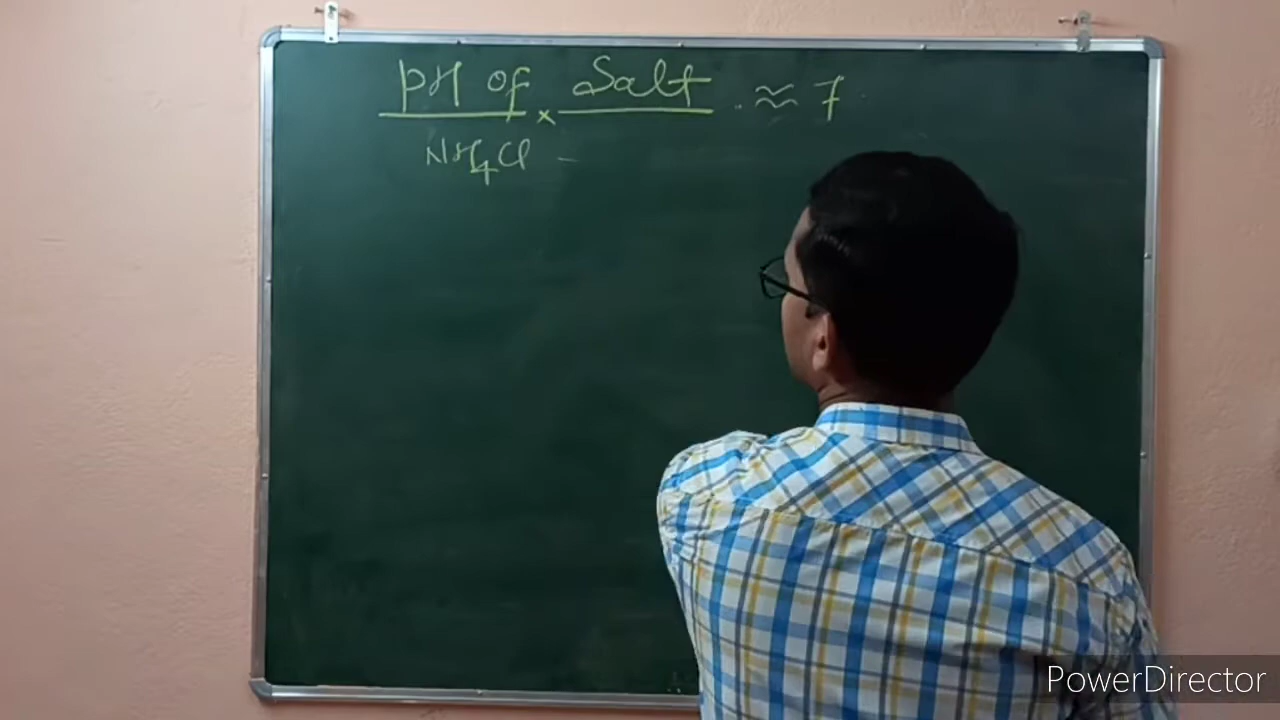 pH of Salt ≈ 7
NH4Cl -
PowerDirector